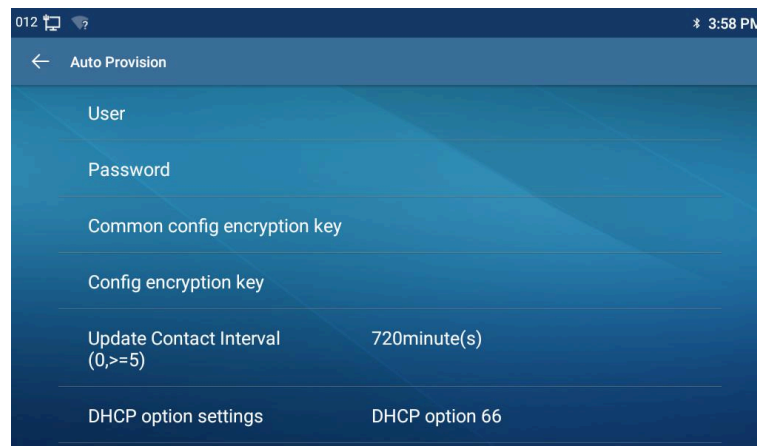 012 3:58 PM
Auto Provision
User
Password
Common config encryption key
Config encryption key
Update Contact Interval 720minute(s)
(0,>=5)
DHCP option settings DHCP option 66